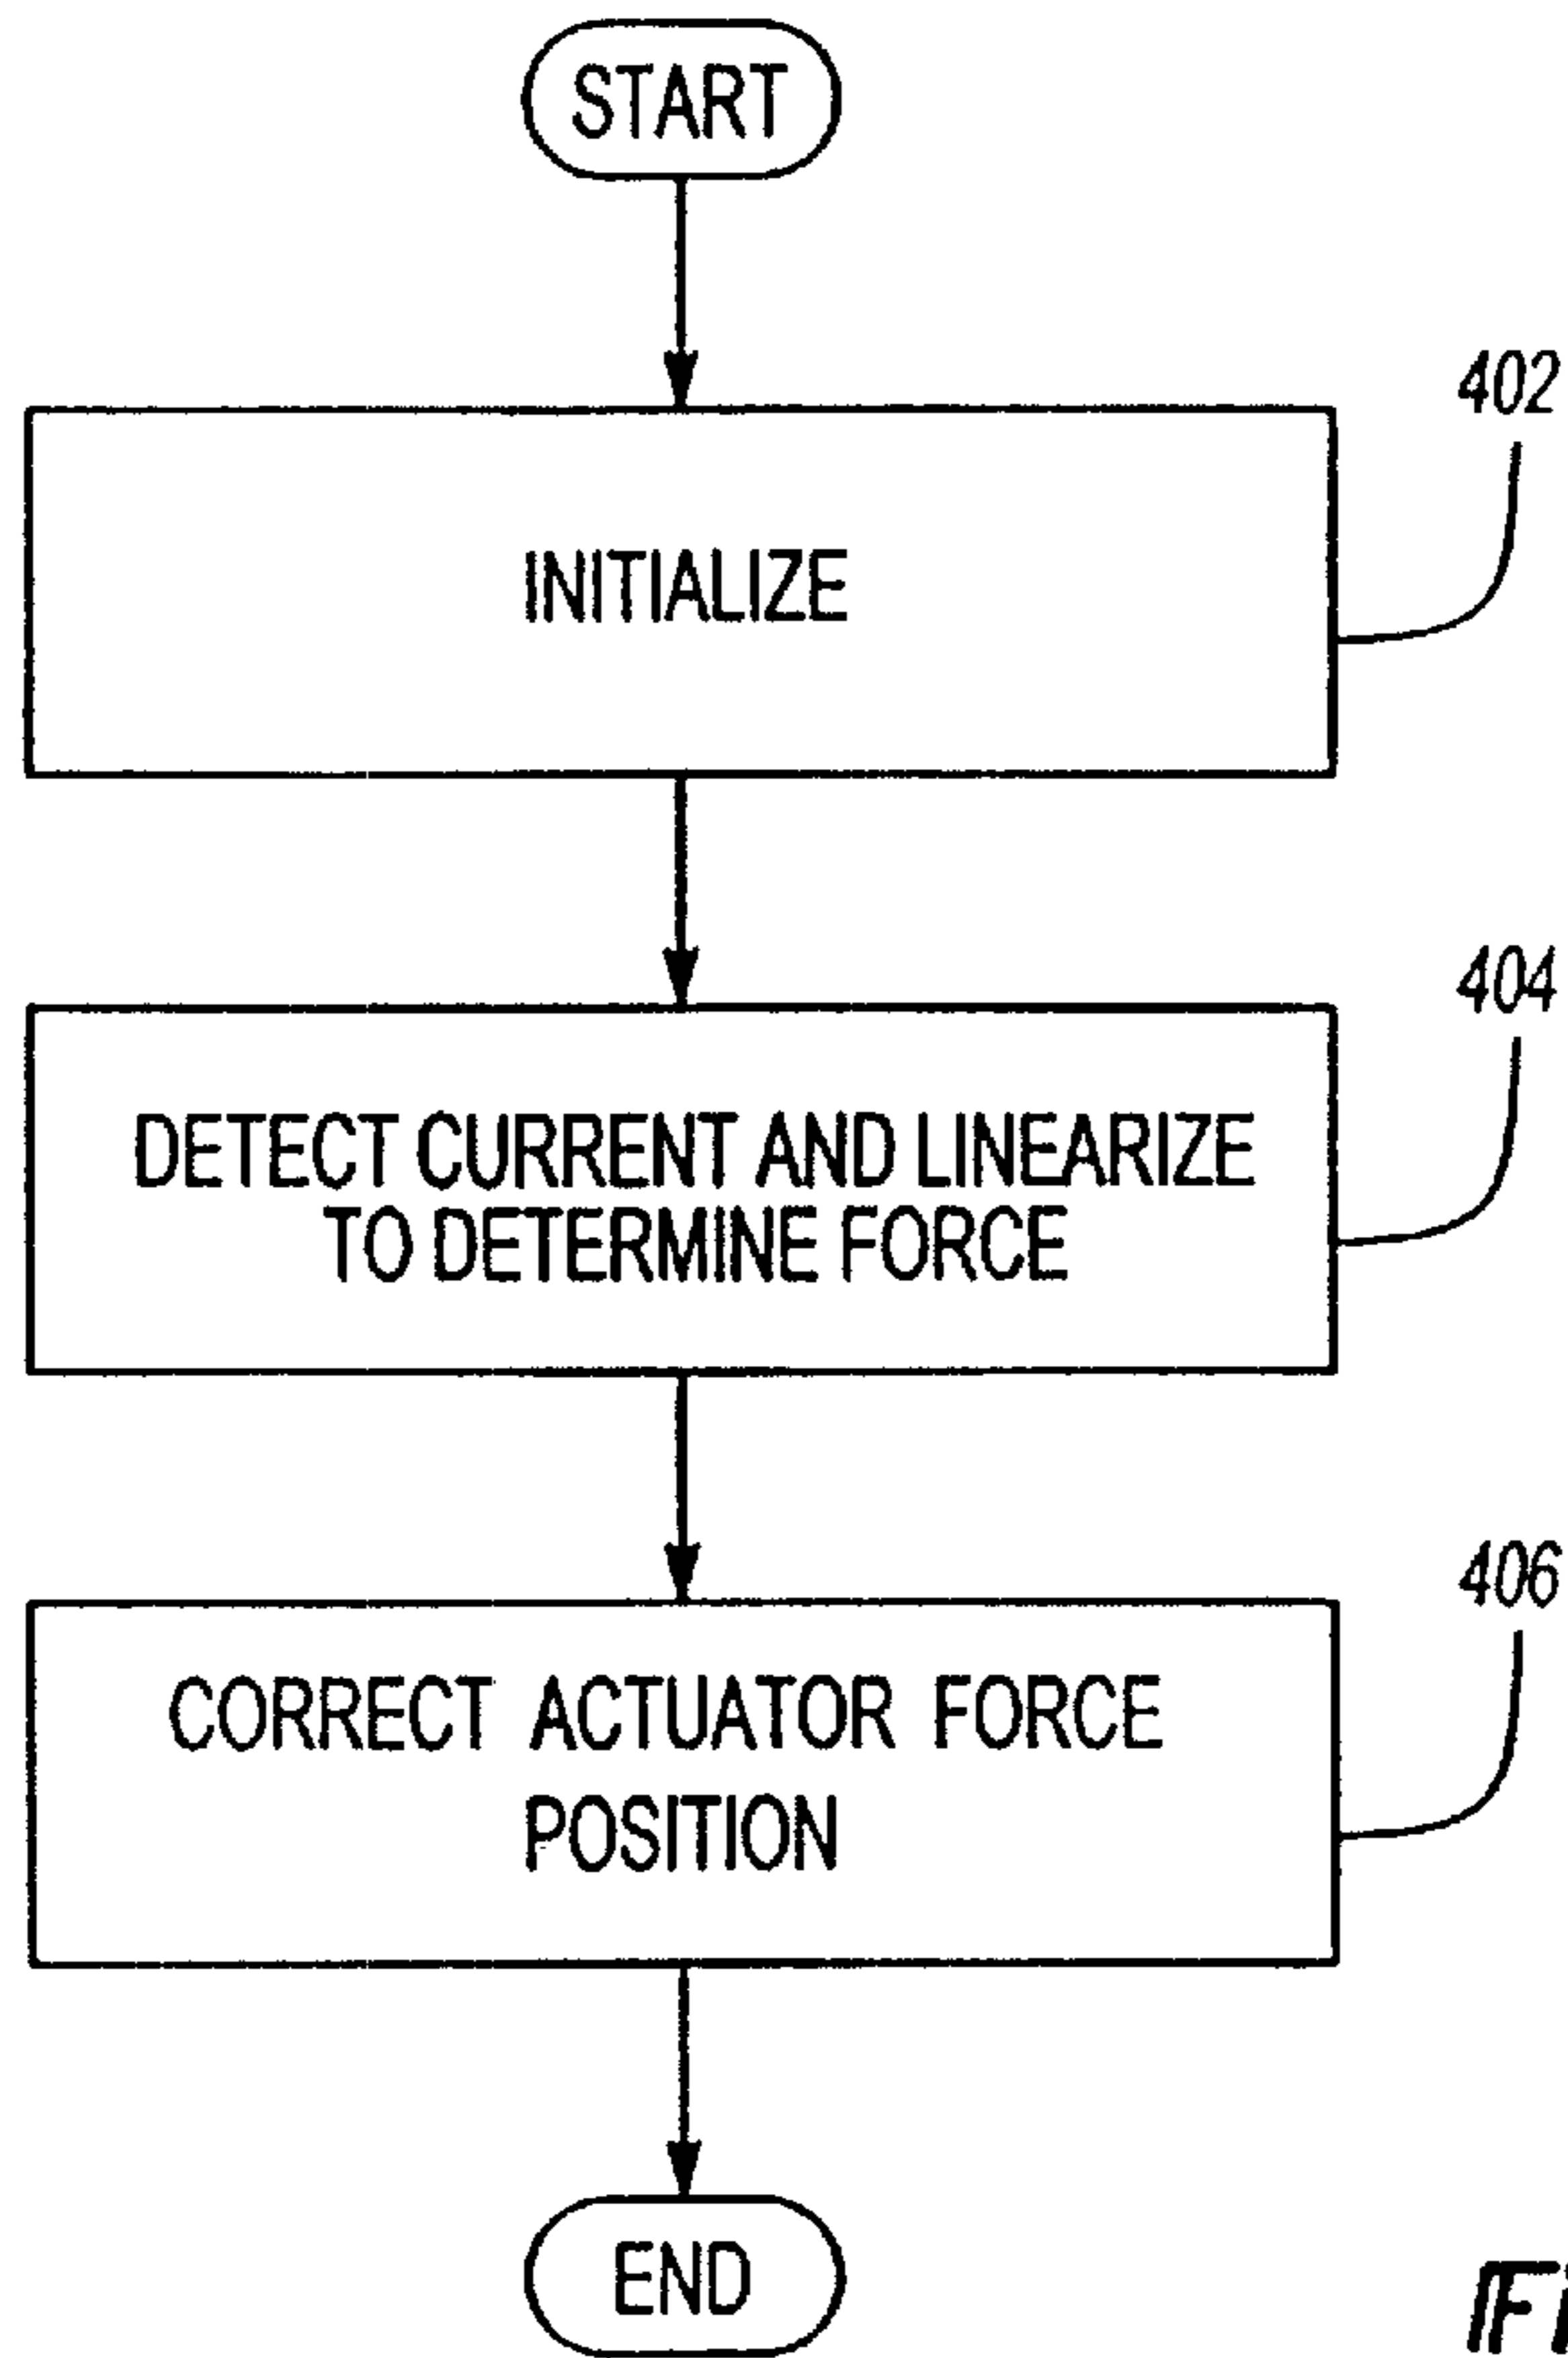 START
402
INITIALIZE
404
DETECT CURRENT AND LINEARIZE
TO DETERMINE FORCE
406
CORRECT ACTUATOR FORCE
POSITION
END